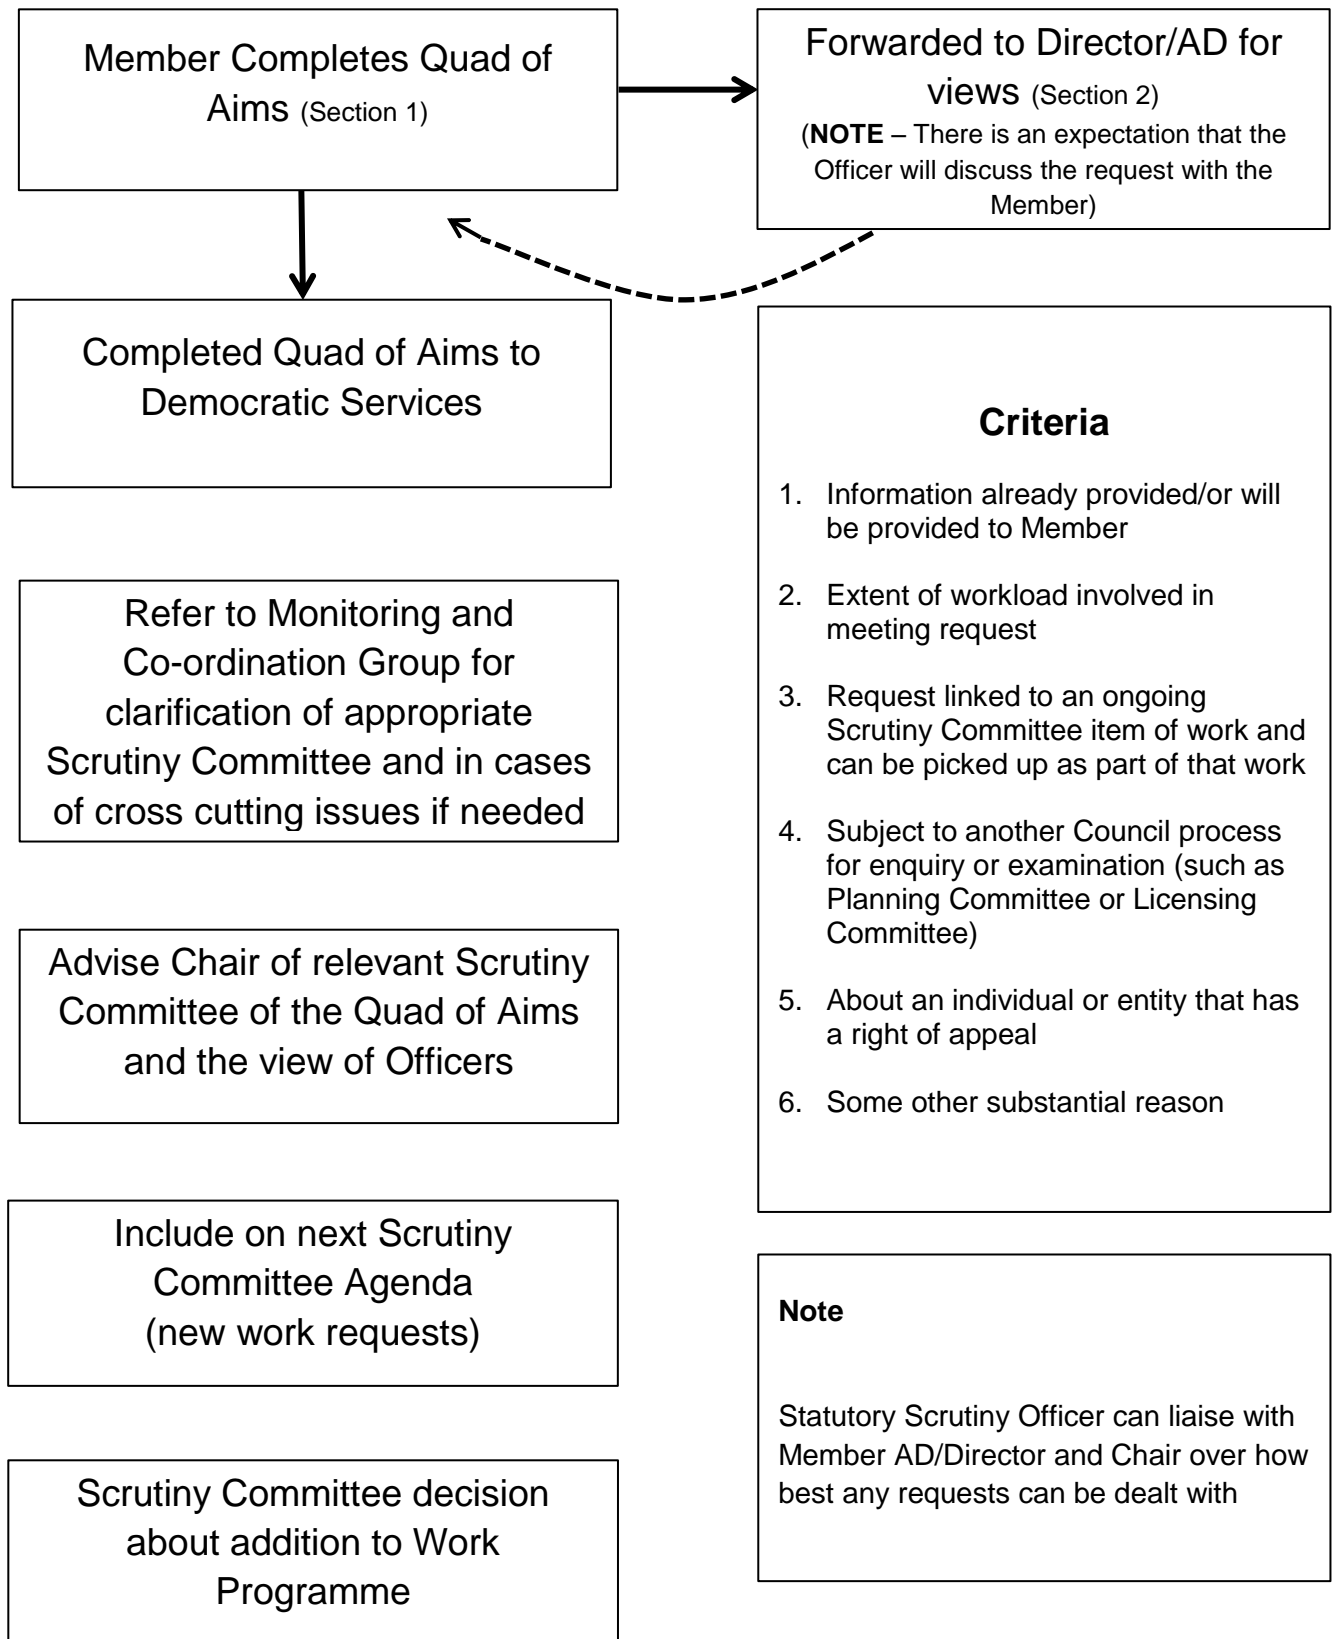 Member Completes Quad of
Aims (Section 1)
Forwarded to Director/AD for
views (Section 2)
(NOTE – There is an expectation that the
Officer will discuss the request with the
Member)
Completed Quad of Aims to
Democratic Services
Refer to Monitoring and
Co-ordination Group for
clarification of appropriate
Scrutiny Committee and in cases
of cross cutting issues if needed
Advise Chair of relevant Scrutiny
Committee of the Quad of Aims
and the view of Officers
Include on next Scrutiny
Committee Agenda
(new work requests)
Scrutiny Committee decision
about addition to Work
Programme
Criteria
1. Information already provided/or will
be provided to Member
2. Extent of workload involved in
meeting request
3. Request linked to an ongoing
Scrutiny Committee item of work and
can be picked up as part of that work
4. Subject to another Council process
for enquiry or examination (such as
Planning Committee or Licensing
Committee)
5. About an individual or entity that has
a right of appeal
6. Some other substantial reason
Note
Statutory Scrutiny Officer can liaise with
Member AD/Director and Chair over how
best any requests can be dealt with